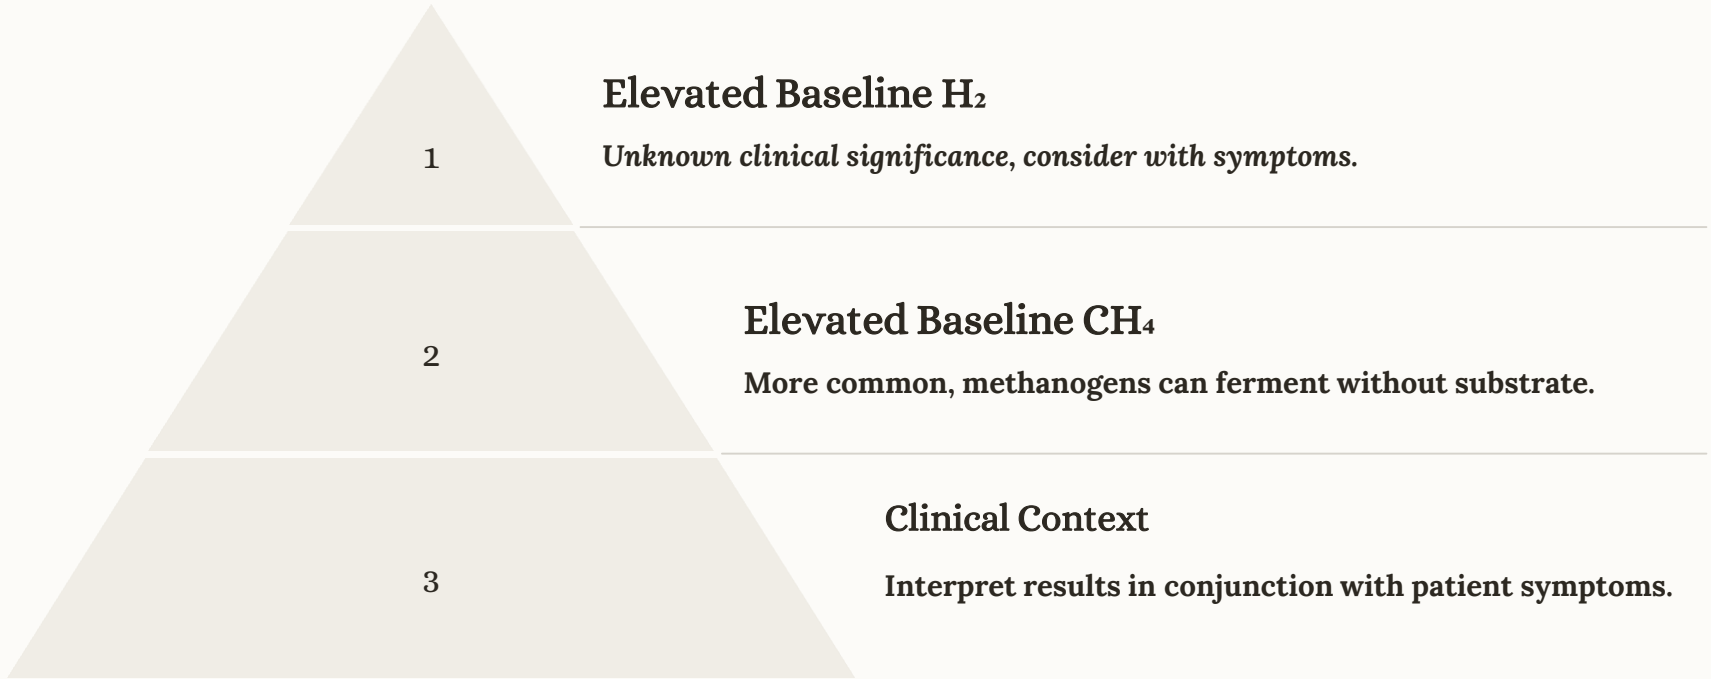 1
Elevated Baseline H₂
Unknown clinical significance, consider with symptoms.
2
Elevated Baseline CH₄
More common, methanogens can ferment without substrate.
3
Clinical Context
Interpret results in conjunction with patient symptoms.